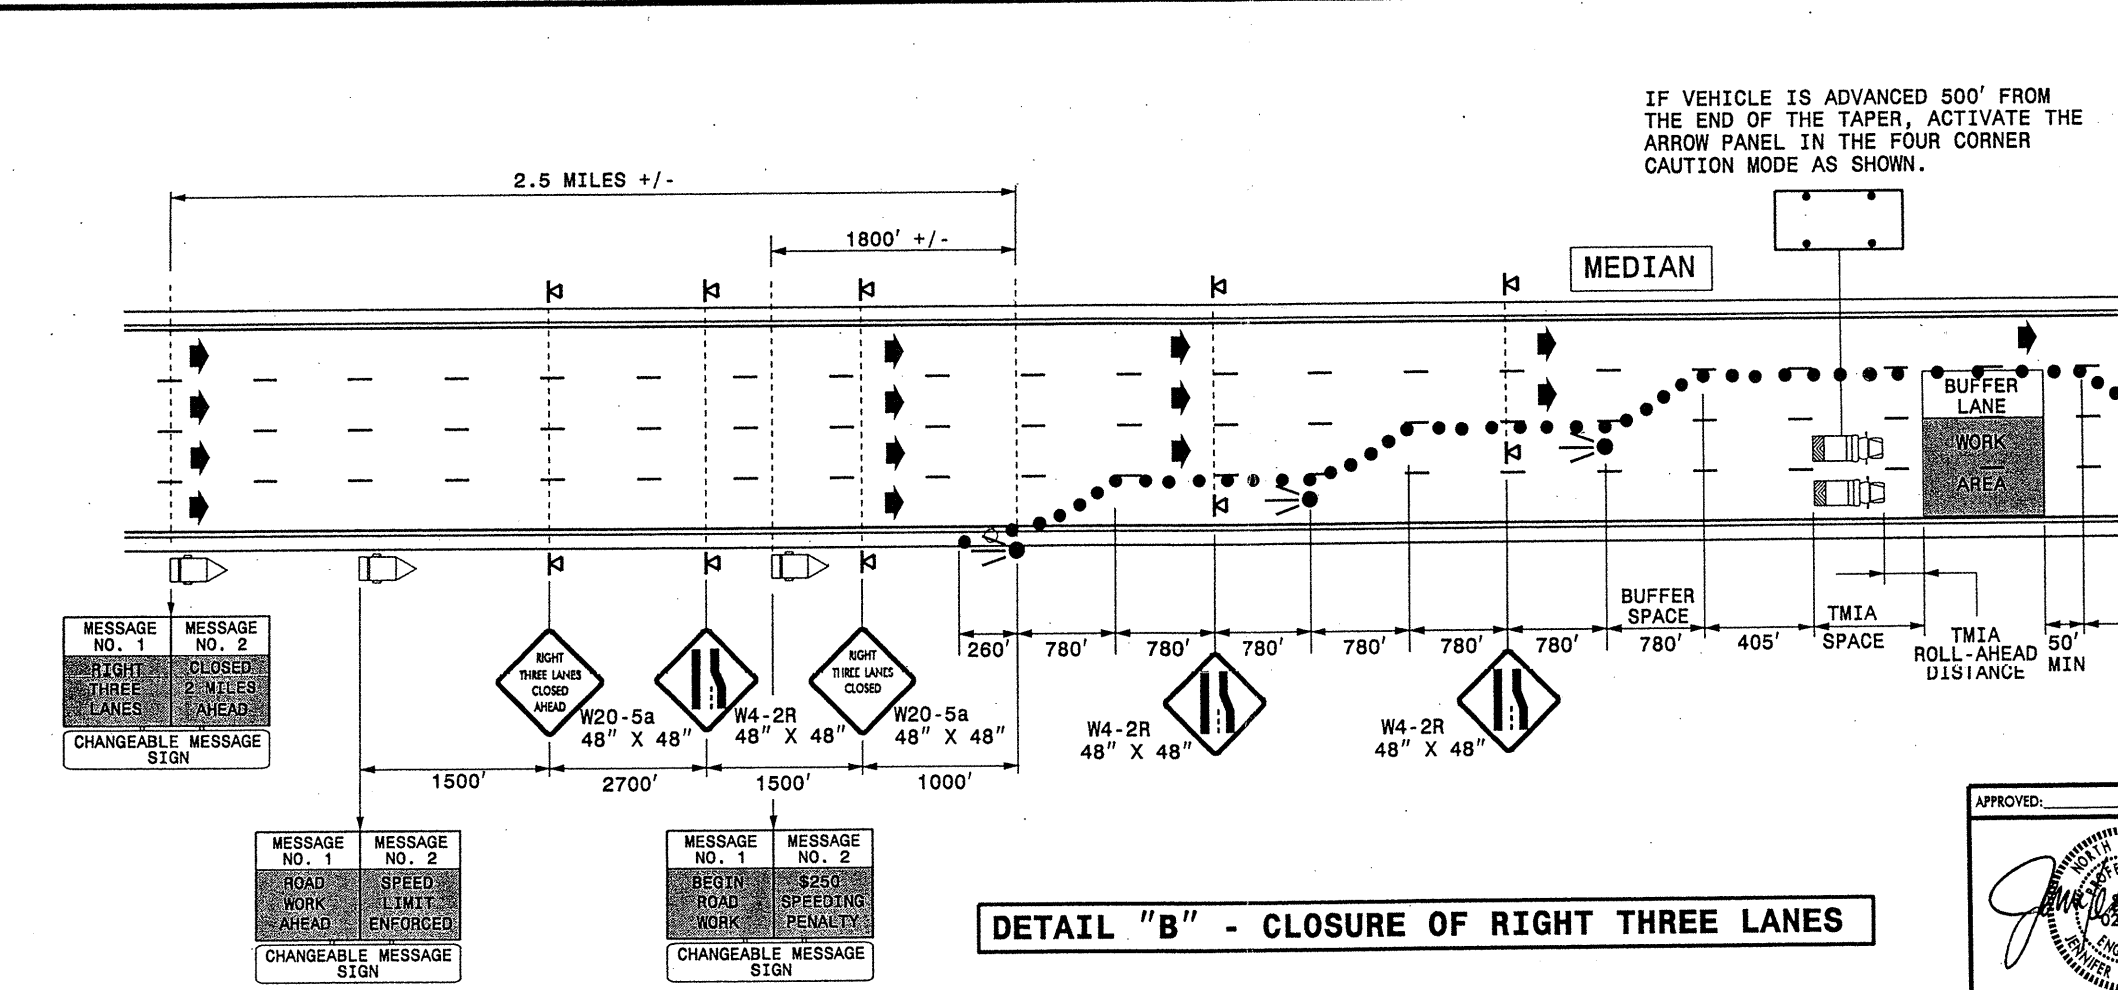 IF VEHICLE IS ADVANCED 500' FROM
THE END OF THE TAPER, ACTIVATE THE
ARROW PANEL IN THE FOUR CORNER
CAUTION MODE AS SHOWN.
2.5 MILES +/-
1800' +/-
MEDIAN
BUFFER
LANE
WORK
AREA
BUFFER
SPACE
260'
780'
780'
780'
780'
780'
780'
780'
405'
TMIA
SPACE
TMIA
ROLL-AHEAD
DISTANCE
50'
MIN
MESSAGE
NO. 1
MESSAGE
NO. 2
RIGHT
THREE
LANES
CLOSED
2 MILES
AHEAD
CHANGEABLE MESSAGE
SIGN
RIGHT
THREE LANES
CLOSED
AHEAD
W20-5a
48" X 48"
W4-2R
48" X 48"
RIGHT
THREE LANES
CLOSED
W20-5a
48" X 48"
W4-2R
48" X 48"
W4-2R
48" X 48"
1500'
2700'
1500'
1000'
MESSAGE
NO. 1
MESSAGE
NO. 2
ROAD
WORK
AHEAD
SPEED
LIMIT
ENFORCED
CHANGEABLE MESSAGE
SIGN
MESSAGE
NO. 1
MESSAGE
NO. 2
BEGIN
ROAD
WORK
$250
SPEEDING
PENALTY
CHANGEABLE MESSAGE
SIGN
DETAIL "B" - CLOSURE OF RIGHT THREE LANES
APPROVED:
NORTH
JENNIFER